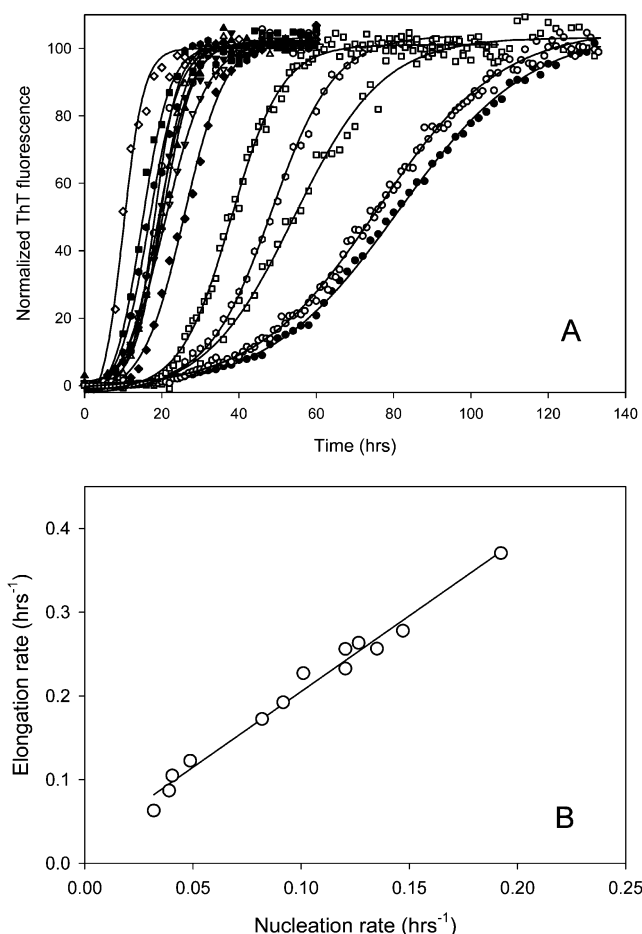 100
80
60
40
20
0
Normalized ThT fluorescence
A
0 20 40 60 80 100 120 140
Time (hrs)
0.4
0.3
0.2
0.1
0.0
Elongation rate (hrs-1)
B
0.00 0.05 0.10 0.15 0.20 0.25
Nucleation rate (hrs-1)